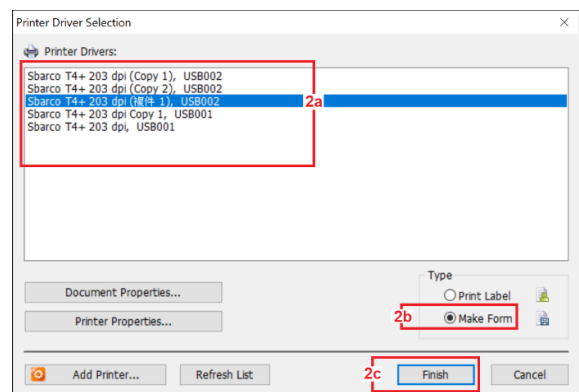 Printer Driver Selection
Printer Drivers:
Sbarco T4+ 203 dpi (Copy 1), USB002
Sbarco T4+ 203 dpi (Copy 2), USB002
Sbarco T4+ 203 dpi (複件 1), USB002
2a
Sbarco T4+ 203 dpi Copy 1, USB001
Sbarco T4+ 203 dpi, USB001
Type
Document Properties...
Print Label
Printer Properties...
2b
Make Form
Add Printer...
Refresh List
2c
Finish
Cancel